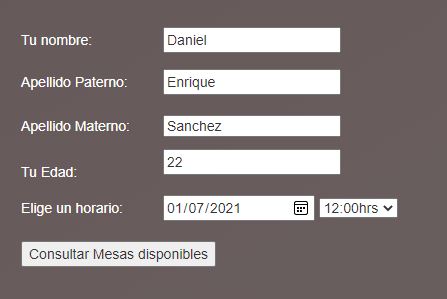 Tu nombre: Daniel
Apellido Paterno: Enrique
Apellido Materno: Sanchez
Tu Edad: 22
Elige un horario: 01/07/2021 12:00hrs
Consultar Mesas disponibles